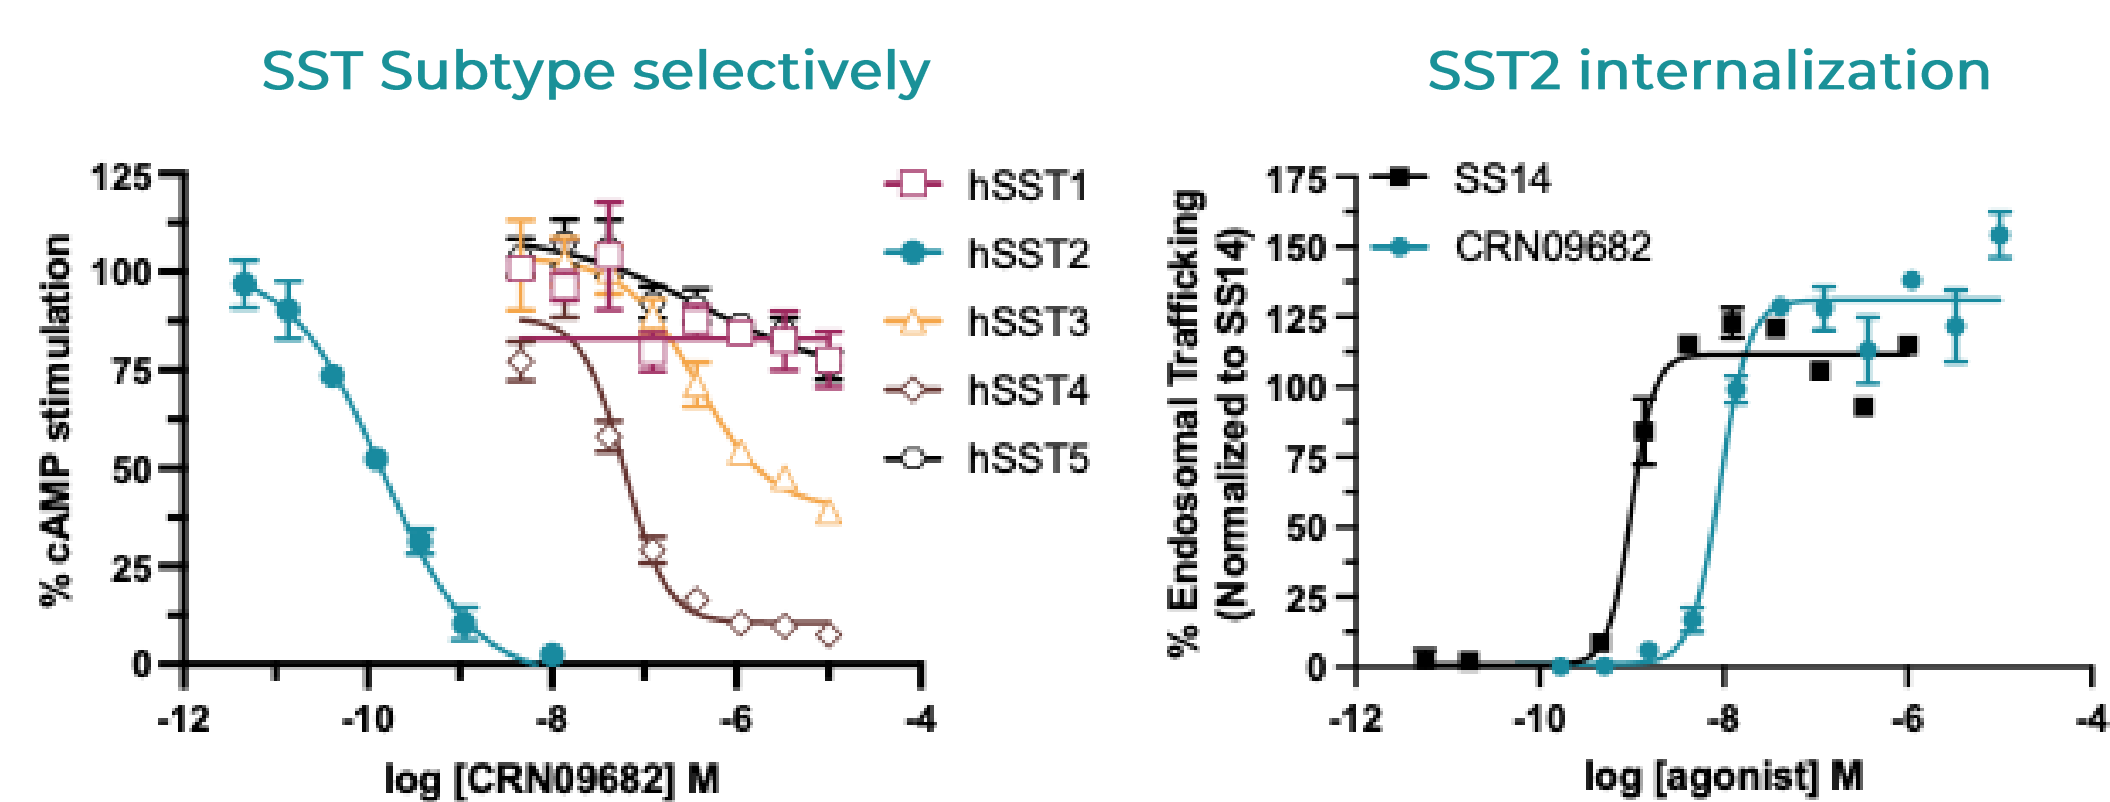 SST Subtype selectively
% cAMP stimulation
125
100
75
50
25
0
-12
-10
-8
-6
-4
log [CRN09682] M
hSST1
hSST2
hSST3
hSST4
hSST5
SST2 internalization
% Endosomal Trafficking
(Normalized to SS14)
175
150
125
100
75
50
25
0
-12
-10
-8
-6
-4
log [agonist] M
SS14
CRN09682